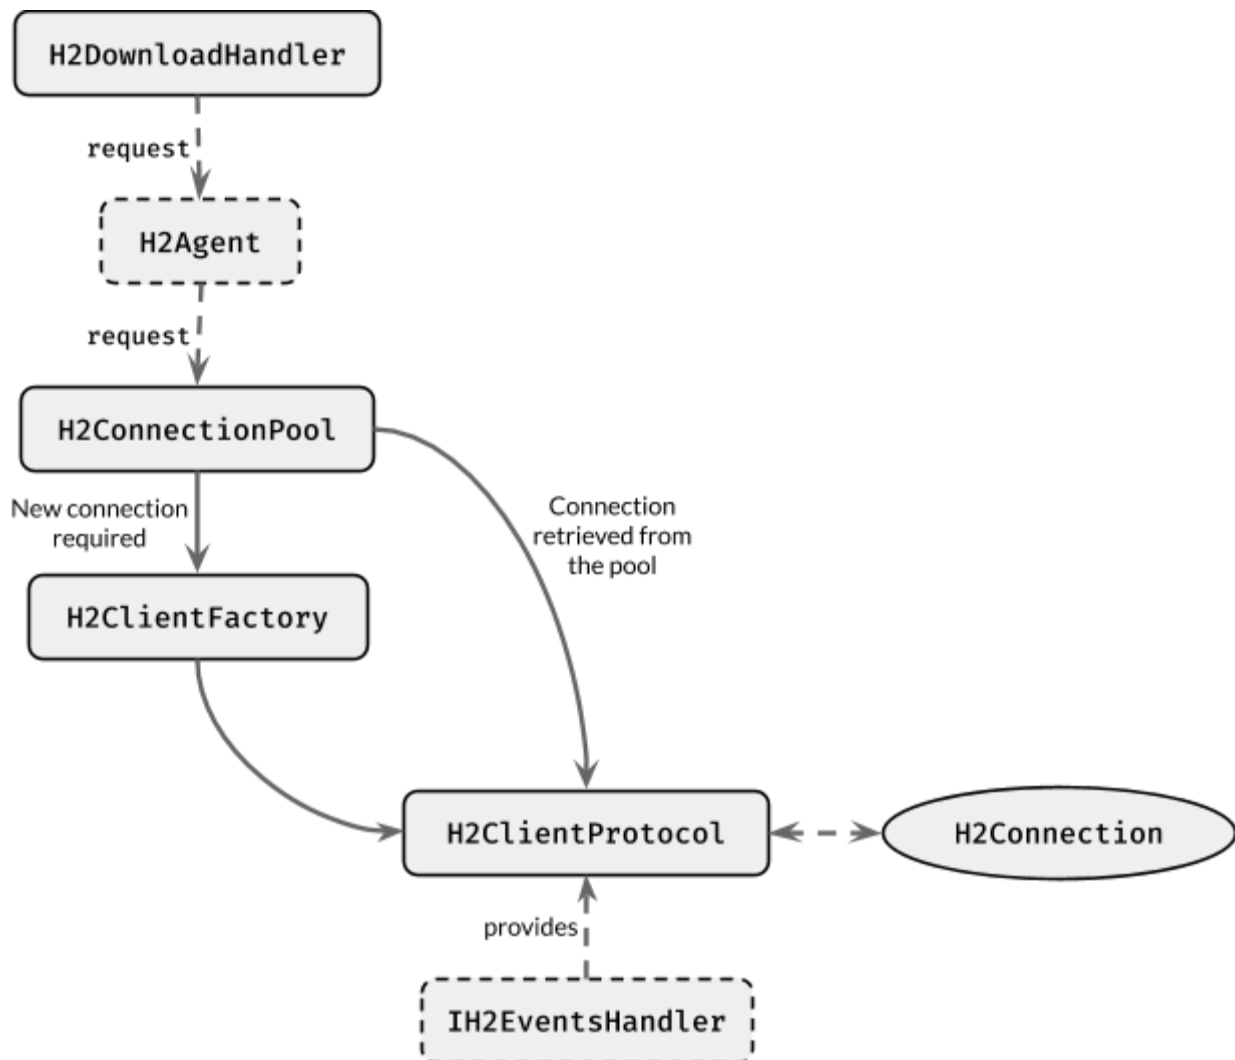 H2DownloadHandler
request
H2Agent
request
H2ConnectionPool
New connection
required
Connection
retrieved from
the pool
H2ClientFactory
H2ClientProtocol
H2Connection
provides
IH2EventsHandler